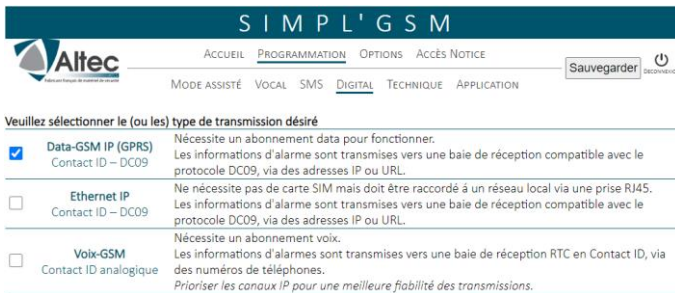 SIMPL'GSM
Altec
Fabricant français de matériel de sécurité
ACCUEIL PROGRAMMATION OPTIONS ACCÈS NOTICE
Sauvegarder
DÉCONNEXION
MODE ASSISTÉ VOCAL SMS DIGITAL TECHNIQUE APPLICATION
Veuillez sélectionner le (ou les) type de transmission désiré
Data-GSM IP (GPRS)
Contact ID – DC09
Nécessite un abonnement data pour fonctionner.
Les informations d'alarme sont transmises vers une baie de réception compatible avec le
protocole DC09, via des adresses IP ou URL.
Ethernet IP
Contact ID – DC09
Ne nécessite pas de carte SIM mais doit être raccordé á un réseau local via une prise RJ45.
Les informations d'alarme sont transmises vers une baie de réception compatible avec le
protocole DC09, via des adresses IP ou URL.
Voix-GSM
Contact ID analogique
Nécessite un abonnement voix.
Les informations d'alarmes sont transmises vers une baie de réception RTC en Contact ID, via
des numéros de téléphones.
Prioriser les canaux IP pour une meilleure fiabilité des transmissions.